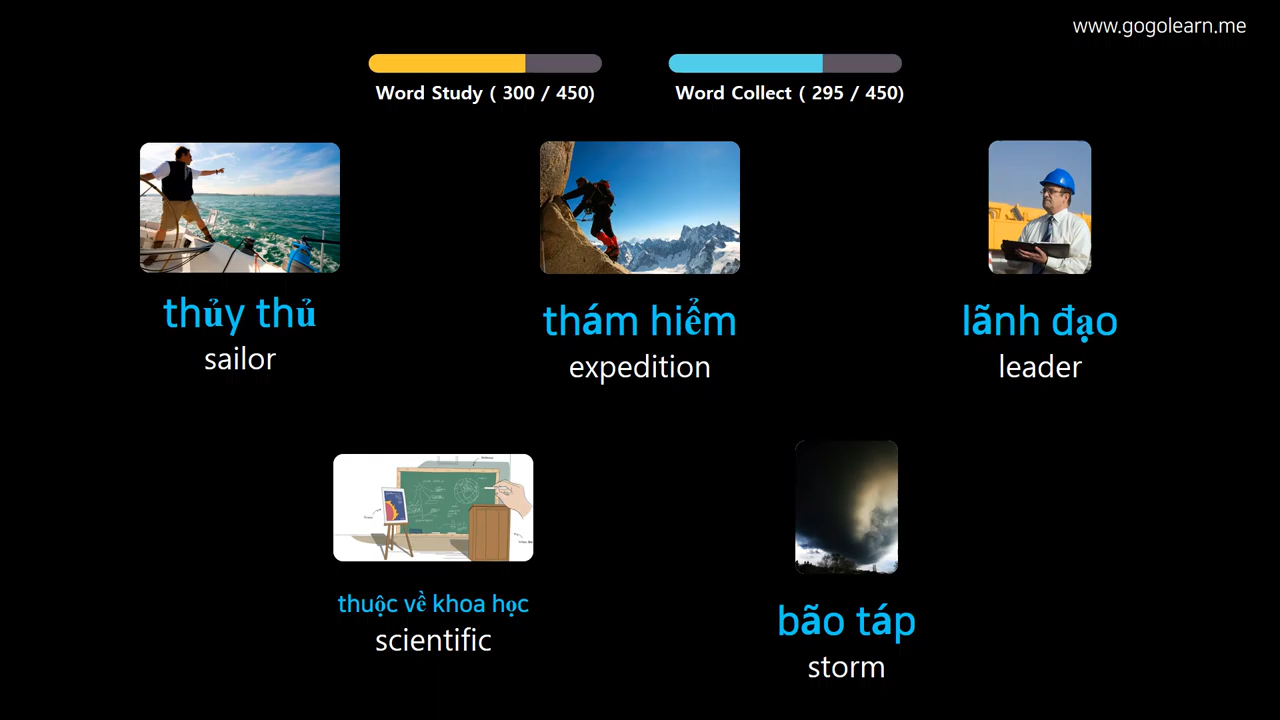 www.gogolearn.me
Word Study ( 300 / 450)
Word Collect ( 295 / 450)
thủy thủ
sailor
thám hiểm
expedition
lãnh đạo
leader
thuộc về khoa học
scientific
bão táp
storm